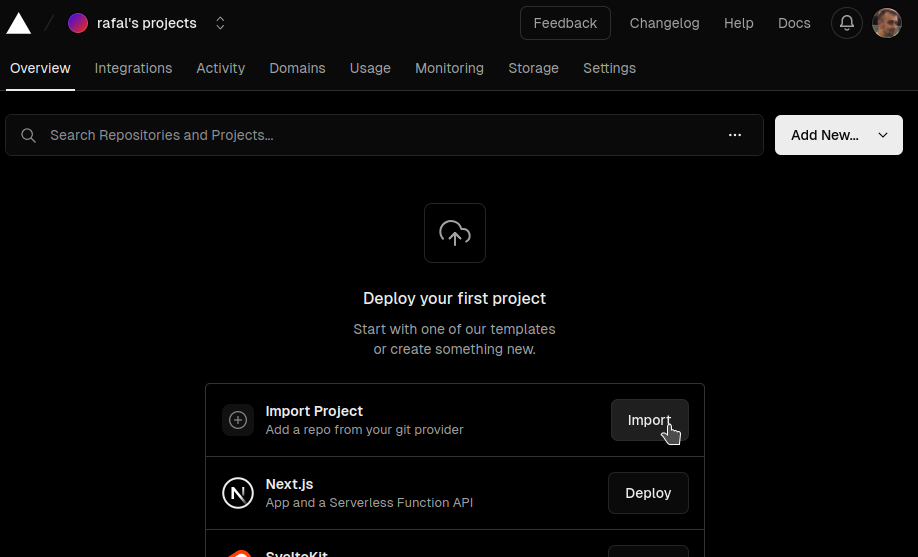 rafal's projects
Feedback
Changelog
Help
Docs
Overview
Integrations
Activity
Domains
Usage
Monitoring
Storage
Settings
Search Repositories and Projects...
Add New...
Deploy your first project
Start with one of our templates
or create something new.
Import Project
Add a repo from your git provider
Import
Next.js
App and a Serverless Function API
Deploy
SvelteKit